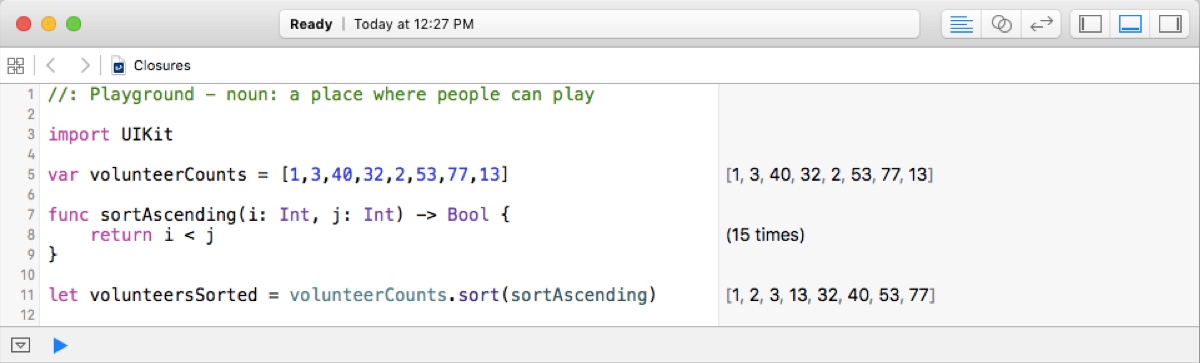 Ready | Today at 12:27 PM
Closures
1 //: Playground - noun: a place where people can play
2
3 import UIKit
4
5 var volunteerCounts = [1,3,40,32,2,53,77,13] [1, 3, 40, 32, 2, 53, 77, 13]
6
7 func sortAscending(i: Int, j: Int) -> Bool {
8 return i < j (15 times)
9 }
10
11 let volunteersSorted = volunteerCounts.sort(sortAscending) [1, 2, 3, 13, 32, 40, 53, 77]
12